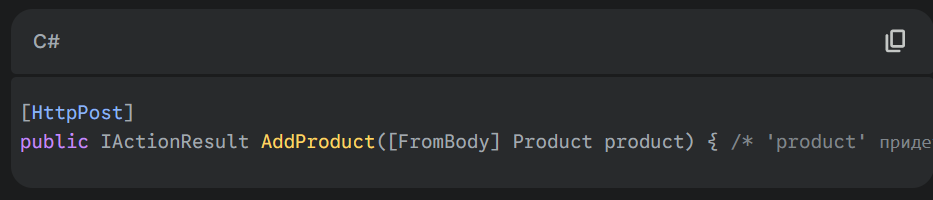 C#
[HttpPost]
public IActionResult AddProduct([FromBody] Product product) { /* 'product' приде